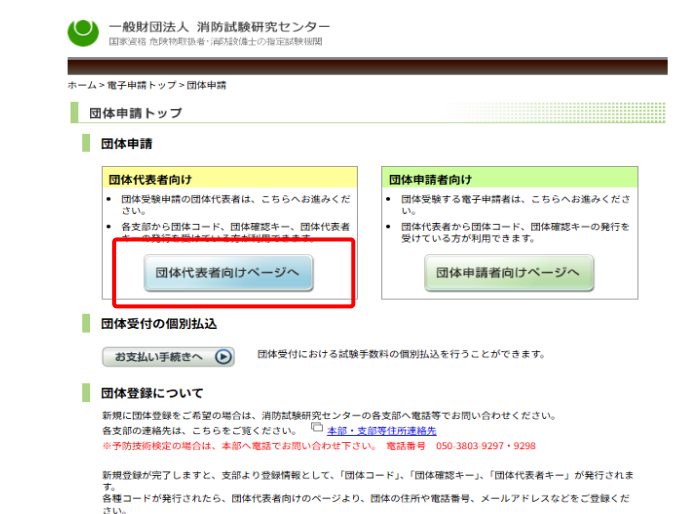 一般財団法人 消防試験研究センター
国家資格 危険物取扱者・消防設備士の指定試験機関
ホーム > 電子申請トップ > 団体申請
団体申請トップ
団体申請
団体代表者向け
• 団体受験申請の団体代表者は、こちらへお進みくだ
さい。
• 各支部から団体コード、団体確認キー、団体代表者
キーの発行を受けている方が利用できます。
団体代表者向けページへ
団体申請者向け
• 団体受験する電子申請者は、こちらへお進みくださ
い。
• 団体代表者から団体コード、団体確認キーの発行を
受けている方が利用できます。
団体申請者向けページへ
団体受付の個別払込
お支払い手続きへ
団体受付における試験手数料の個別払込を行うことができます。
団体登録について
新規に団体登録をご希望の場合は、消防試験研究センターの各支部へ電話等でお問い合わせください。
各支部の連絡先は、こちらをご覧ください。 本部・支部等住所連絡先
※予防技術検定の場合は、本部へ電話でお問い合わせ下さい。 電話番号 050-3803-9297・9298
新規登録が完了しますと、支部より登録情報として、「団体コード」、「団体確認キー」、「団体代表者キー」が発行されま
す。
各種コードが発行されたら、団体代表者向けのページより、団体の住所や電話番号、メールアドレスなどをご登録くだ
さい。